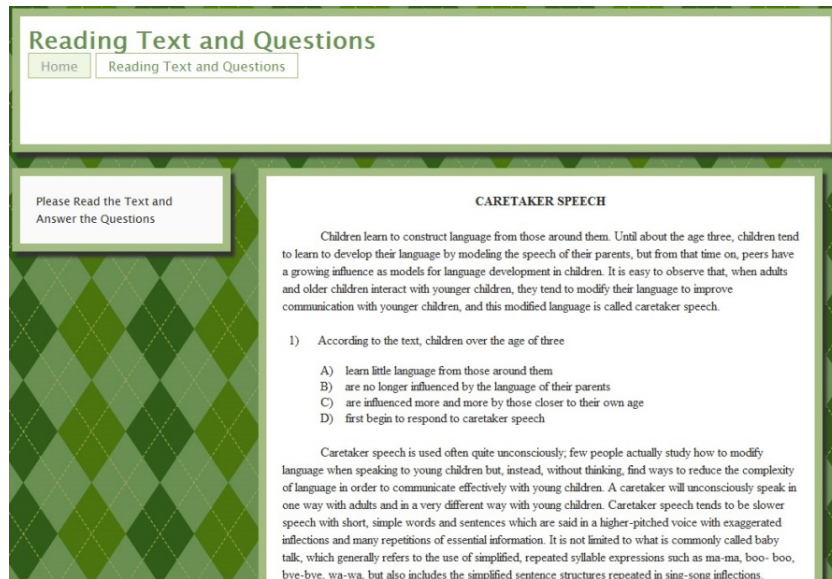 Reading Text and Questions
Home
Reading Text and Questions
Please Read the Text and
Answer the Questions
CARETAKER SPEECH
Children learn to construct language from those around them. Until about the age three, children tend
to learn to develop their language by modeling the speech of their parents, but from that time on, peers have
a growing influence as models for language development in children. It is easy to observe that, when adults
and older children interact with younger children, they tend to modify their language to improve
communication with younger children, and this modified language is called caretaker speech.
1) According to the text, children over the age of three
A) learn little language from those around them
B) are no longer influenced by the language of their parents
C) are influenced more and more by those closer to their own age
D) first begin to respond to caretaker speech
Caretaker speech is used often quite unconsciously; few people actually study how to modify
language when speaking to young children but, instead, without thinking, find ways to reduce the complexity
of language in order to communicate effectively with young children. A caretaker will unconsciously speak in
one way with adults and in a very different way with young children. Caretaker speech tends to be slower
speech with short, simple words and sentences which are said in a higher-pitched voice with exaggerated
inflections and many repetitions of essential information. It is not limited to what is commonly called baby
talk, which generally refers to the use of simplified, repeated syllable expressions such as ma-ma, boo- boo,
bye-bye, wa-wa, but also includes the simplified sentence structures repeated in sing-song inflections.